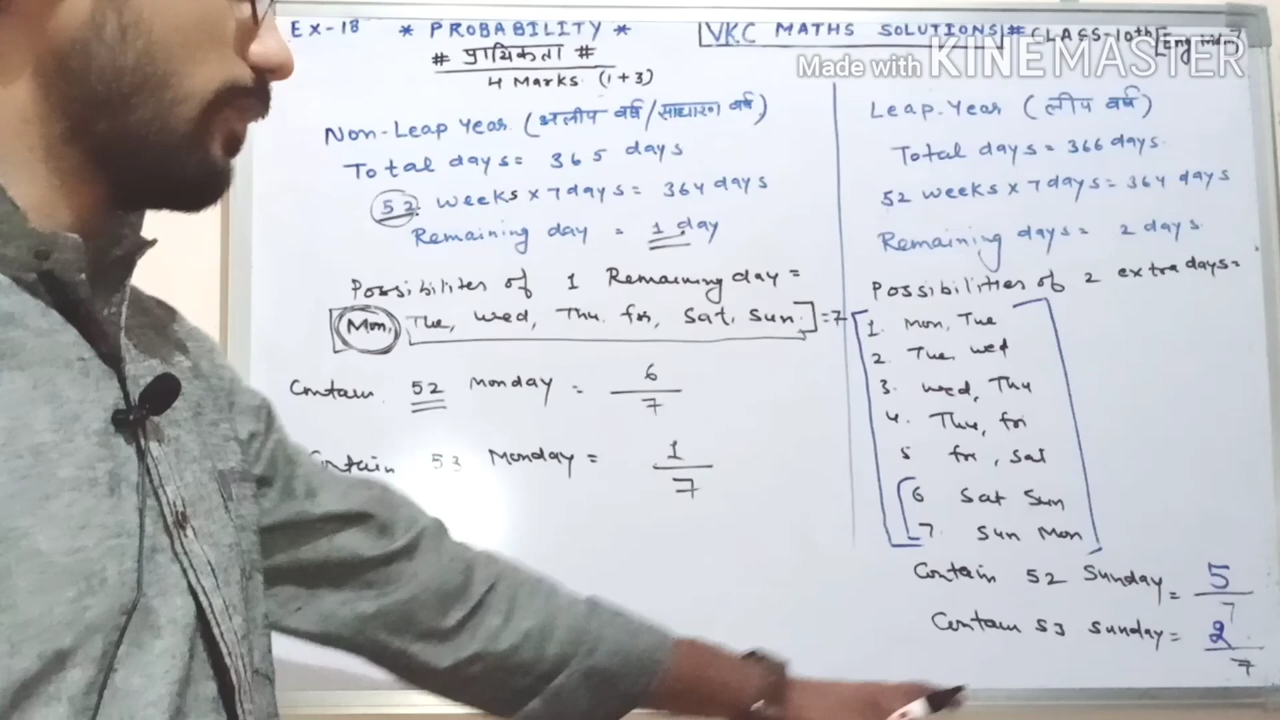 EX-18 * PROBABILITY *
# प्रायिकता #
4 Marks. (1+3)
VKC MATHS SOLUTIONS # CLASS-10th
Made with KINEMASTER
Non-Leap Year. (अलीप वर्ष/साधारण वर्ष)
Total days= 365 days
52 weeks x 7 days = 364 days
Remaining day = 1 day
Possibilites of 1 Remaining day =
[Mon, Tue, wed, Thu. fri, Sat, Sun.] = 7
Contain 52 Monday = 6/7
Contain 53 Monday = 1/7
Leap-Year (लीप वर्ष)
Total days = 366 days.
52 weeks x 7 days = 364 days
Remaining days = 2 days.
Possibilities of 2 extra days=
1. Mon, Tue
2. Tue, wed
3. wed, Thu
4. Thu, fri
5 fri, sat
6 Sat Sun
7. Sun Mon
Contain 52 Sunday = 5/7
Contain 53 Sunday = 2/7